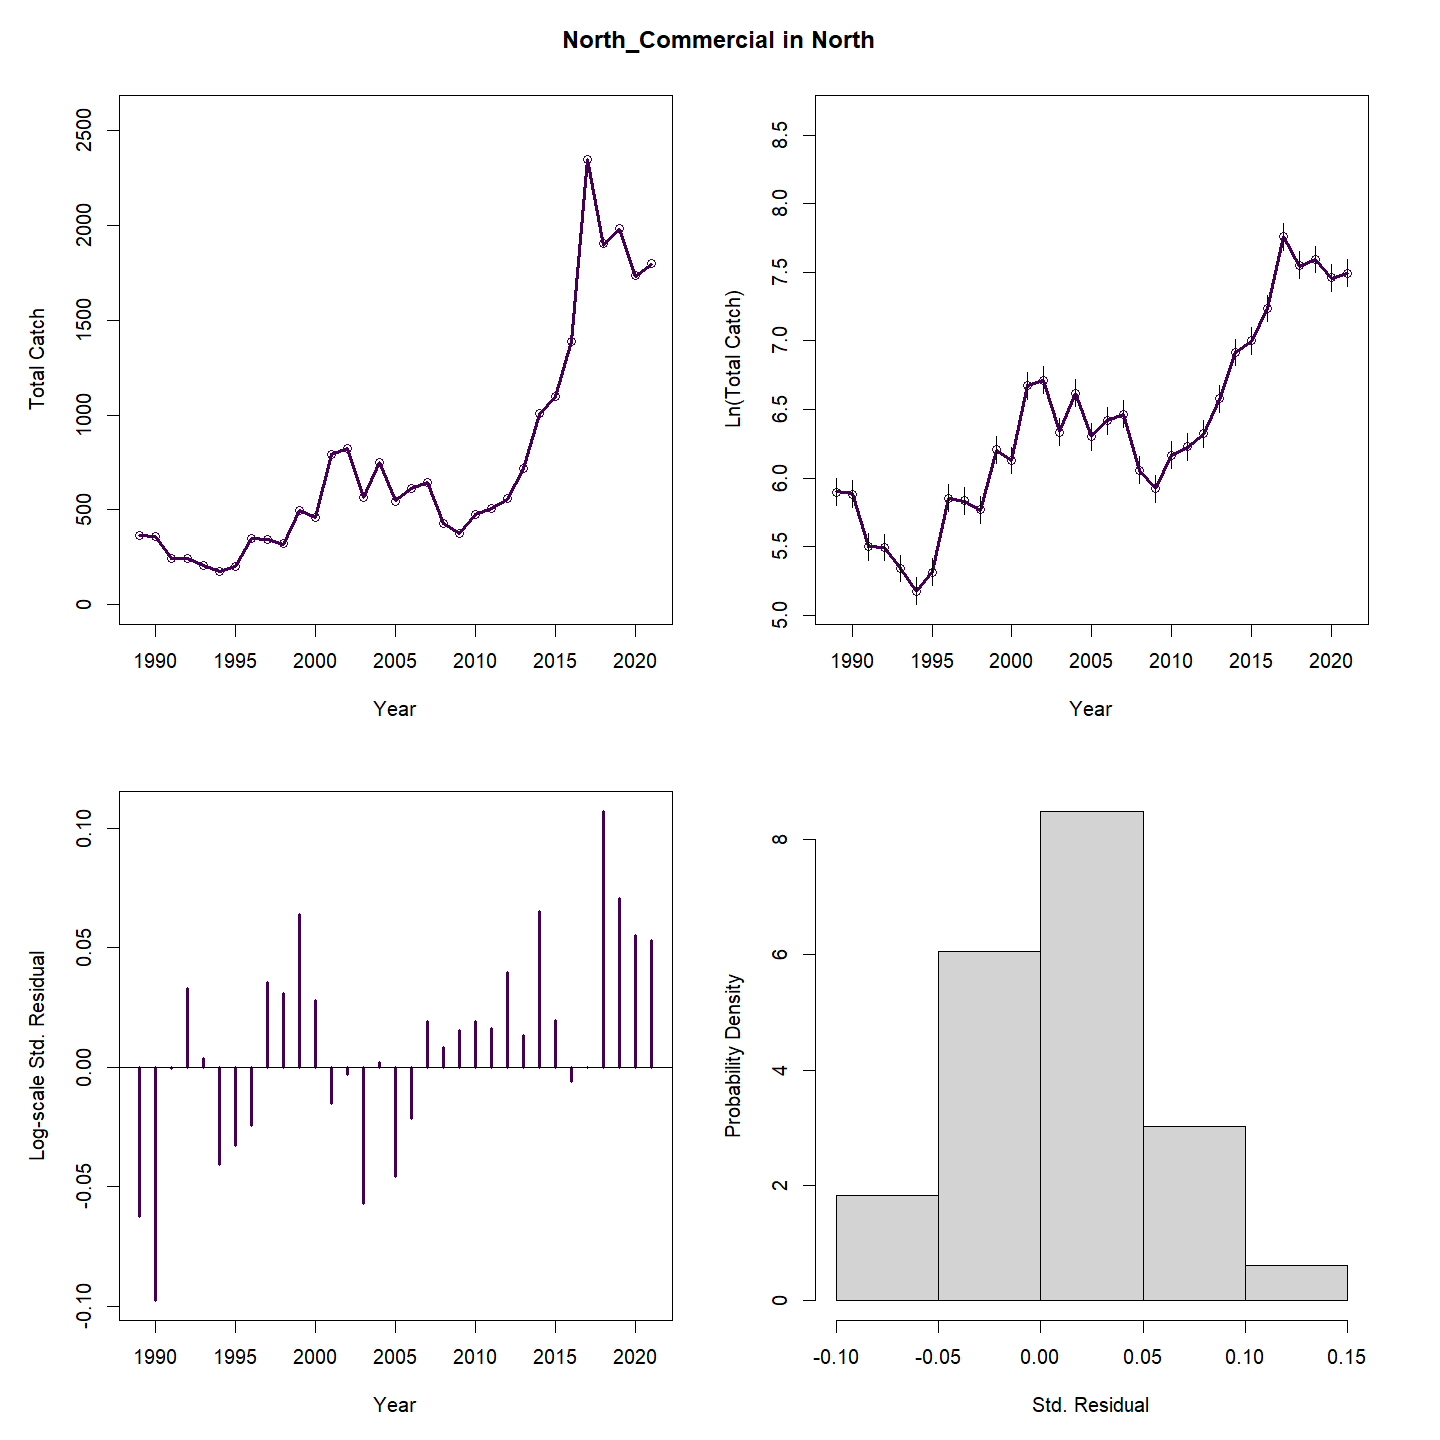 North_Commercial in North
Total Catch
2500
2000
1500
1000
500
0
1990 1995 2000 2005 2010 2015 2020
Year
Ln(Total Catch)
8.5
8.0
7.5
7.0
6.5
6.0
5.5
5.0
1990 1995 2000 2005 2010 2015 2020
Year
Log-scale Std. Residual
0.10
0.05
0.00
-0.05
-0.10
1990 1995 2000 2005 2010 2015 2020
Year
Probability Density
8
6
4
2
0
-0.10 -0.05 0.00 0.05 0.10 0.15
Std. Residual